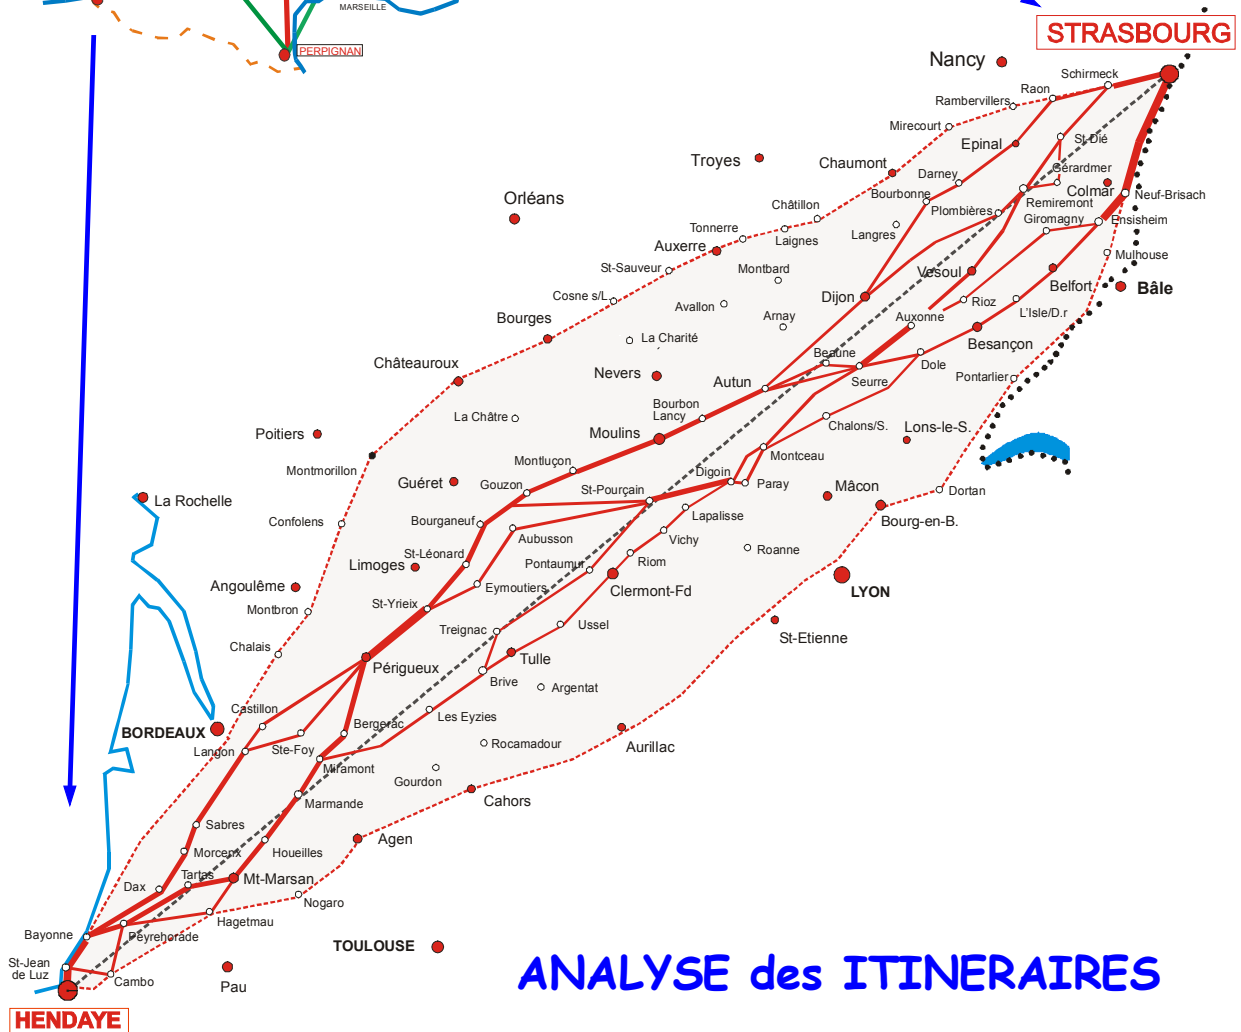 MARSEILLE
PERPIGNAN
STRASBOURG
Nancy
Schirmeck
Raon
Rambervillers
Mirecourt
St-Dié
Epinal
Troyes
Chaumont
Gérardmer
Darney
Colmar
Bourbonne
Neuf-Brisach
Orléans
Remiremont
Plombières
Châtillon
Giromagny
Ensisheim
Tonnerre
Langres
Laignes
Auxerre
Mulhouse
St-Sauveur
Montbard
Vesoul
Belfort
Bâle
Cosne s/L.
Dijon
Avallon
Rioz
L'Isle/D.r
Bourges
Arnay
Auxonne
La Charité
Besançon
Beaune
Châteauroux
Dole
Nevers
Autun
Seurre
Pontarlier
Bourbon
Lancy
La Châtre
Chalons/S.
Lons-le-S.
Poitiers
Moulins
Montceau
Montluçon
Montmorillon
Digoin
Guéret
Gouzon
St-Pourçain
Paray
Mâcon
Dortan
La Rochelle
Lapalisse
Confolens
Bourganeuf
Bourg-en-B.
Aubusson
Vichy
St-Léonard
Roanne
Limoges
Pontaumur
Riom
Angoulême
Eymoutiers
Clermont-Fd
LYON
St-Yrieix
Montbron
Treignac
Ussel
St-Etienne
Chalais
Tulle
Périgueux
Brive
Argentat
Castillon
Les Eyzies
Bergerac
BORDEAUX
Rocamadour
Aurillac
Langon
Ste-Foy
Miramont
Gourdon
Marmande
Cahors
Sabres
Agen
Morcenx
Houeilles
Tartas
Mt-Marsan
Dax
Nogaro
Hagetmau
Bayonne
Peyrehorade
TOULOUSE
St-Jean
de Luz
Cambo
Pau
ANALYSE des ITINERAIRES
HENDAYE